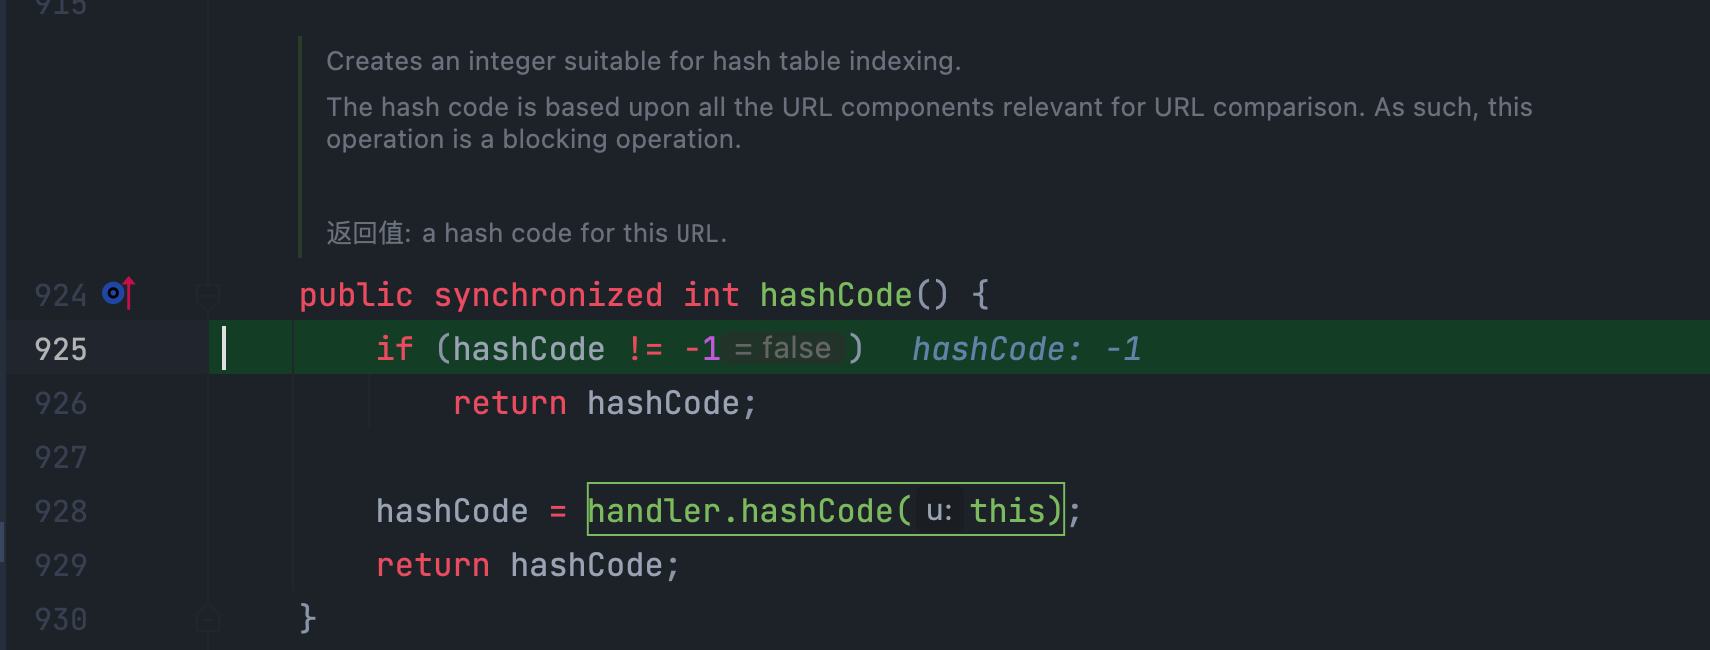 915
Creates an integer suitable for hash table indexing.
The hash code is based upon all the URL components relevant for URL comparison. As such, this
operation is a blocking operation.
返回值: a hash code for this URL.
924 public synchronized int hashCode() {
925 if (hashCode != -1 = false ) hashCode: -1
926 return hashCode;
927
928 hashCode = handler.hashCode( u: this);
929 return hashCode;
930 }